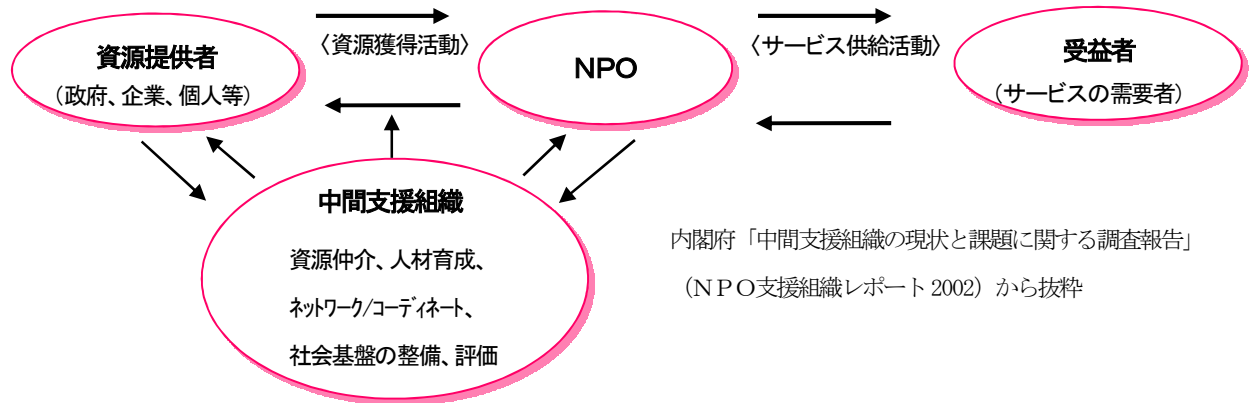 資源提供者
（政府、企業、個人等）
〈資源獲得活動〉
ＮＰＯ
〈サービス供給活動〉
受益者
（サービスの需要者）
中間支援組織
資源仲介、人材育成、
ﾈｯﾄﾜｰｸ/ｺｰﾃﾞｨﾈｰﾄ、
社会基盤の整備、評価
内閣府「中間支援組織の現状と課題に関する調査報告」
（ＮＰＯ支援組織レポート 2002）から抜粋